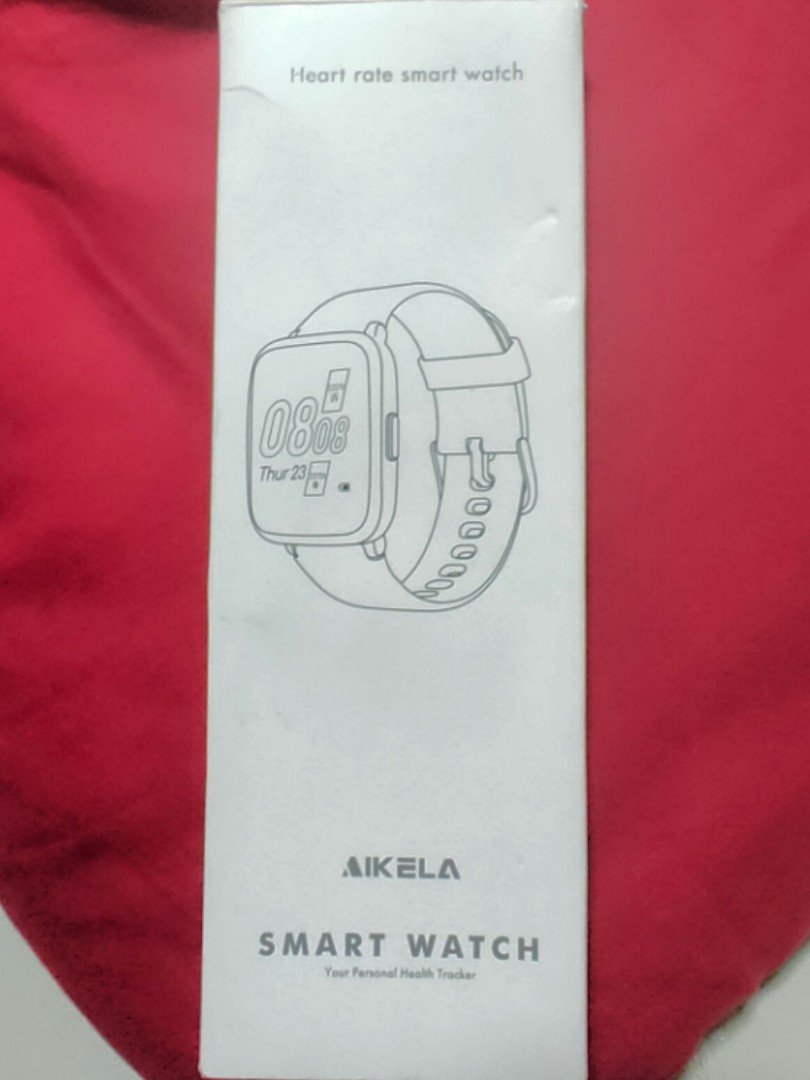 Heart rate smart watch
08 08
Thur 23
AIKELA
SMART WATCH
Your Personal Health Tracker